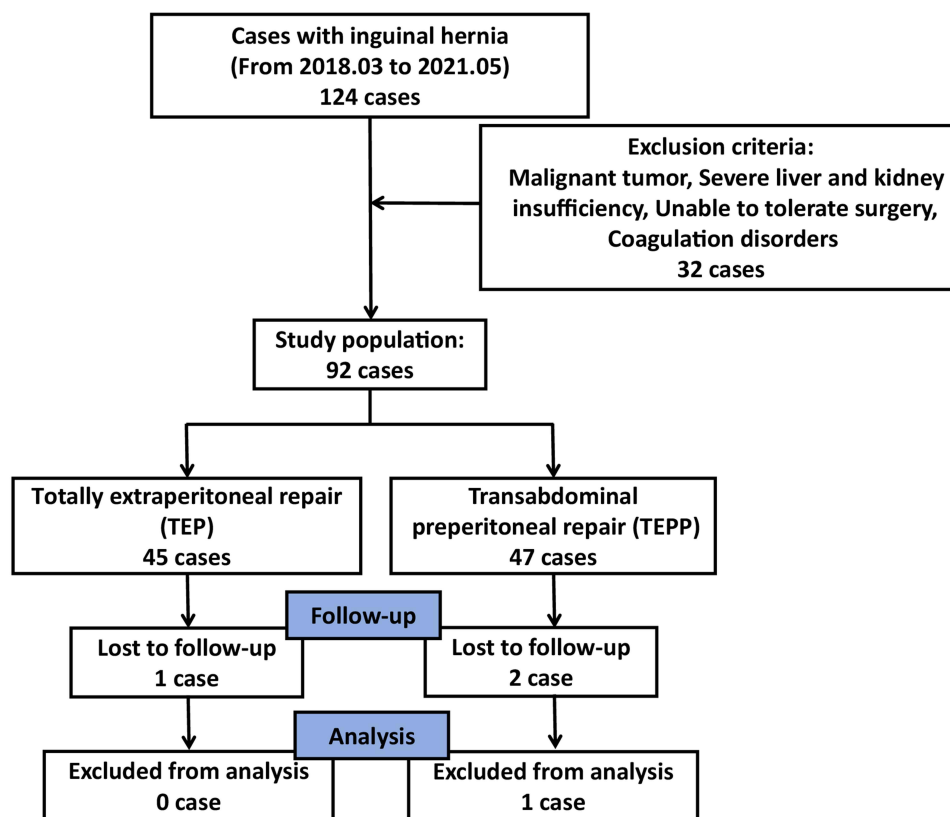 Cases with inguinal hernia
(From 2018.03 to 2021.05)
124 cases
Exclusion criteria:
Malignant tumor, Severe liver and kidney
insufficiency, Unable to tolerate surgery,
Coagulation disorders
32 cases
Study population:
92 cases
Totally extraperitoneal repair
(TEP)
45 cases
Transabdominal
preperitoneal repair (TEPP)
47 cases
Follow-up
Lost to follow-up
1 case
Lost to follow-up
2 case
Analysis
Excluded from analysis
0 case
Excluded from analysis
1 case